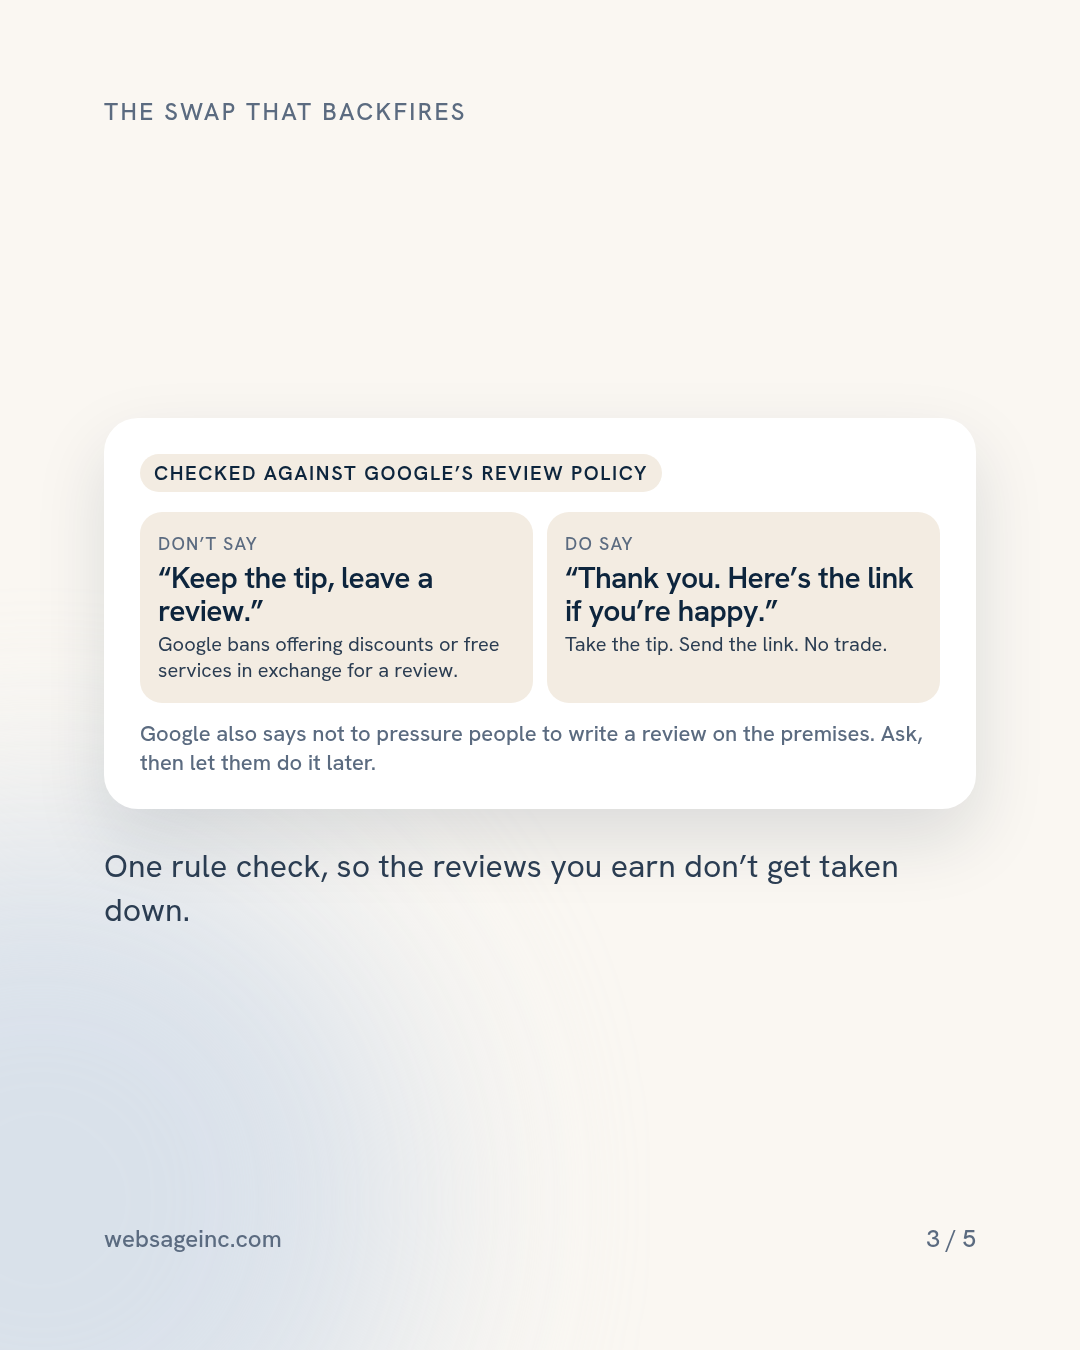 THE SWAP THAT BACKFIRES
CHECKED AGAINST GOOGLE’S REVIEW POLICY
DON’T SAY
“Keep the tip, leave a
review.”
Google bans offering discounts or free
services in exchange for a review.
DO SAY
“Thank you. Here’s the link
if you’re happy.”
Take the tip. Send the link. No trade.
Google also says not to pressure people to write a review on the premises. Ask,
then let them do it later.
One rule check, so the reviews you earn don’t get taken
down.
websageinc.com
3 / 5